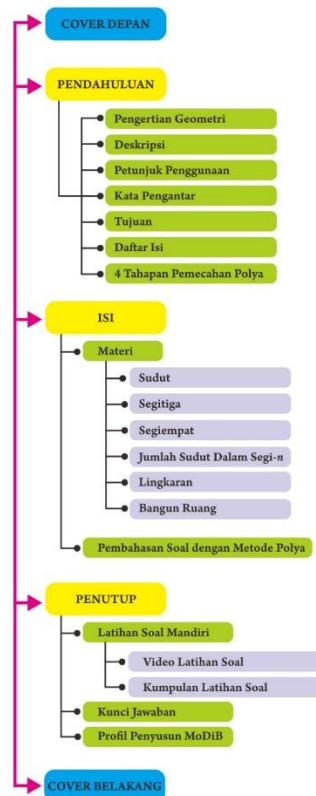 COVER DEPAN
PENDAHULUAN
Pengertian Geometri
Deskripsi
Petunjuk Penggunaan
Kata Pengantar
Tujuan
Daftar Isi
4 Tahapan Pemecahan Polya
ISI
Materi
Sudut
Segitiga
Segiempat
Jumlah Sudut Dalam Segi-n
Lingkaran
Bangun Ruang
Pembahasan Soal dengan Metode Polya
PENUTUP
Latihan Soal Mandiri
Video Latihan Soal
Kumpulan Latihan Soal
Kunci Jawaban
Profil Penyusun MoDiB
COVER BELAKANG